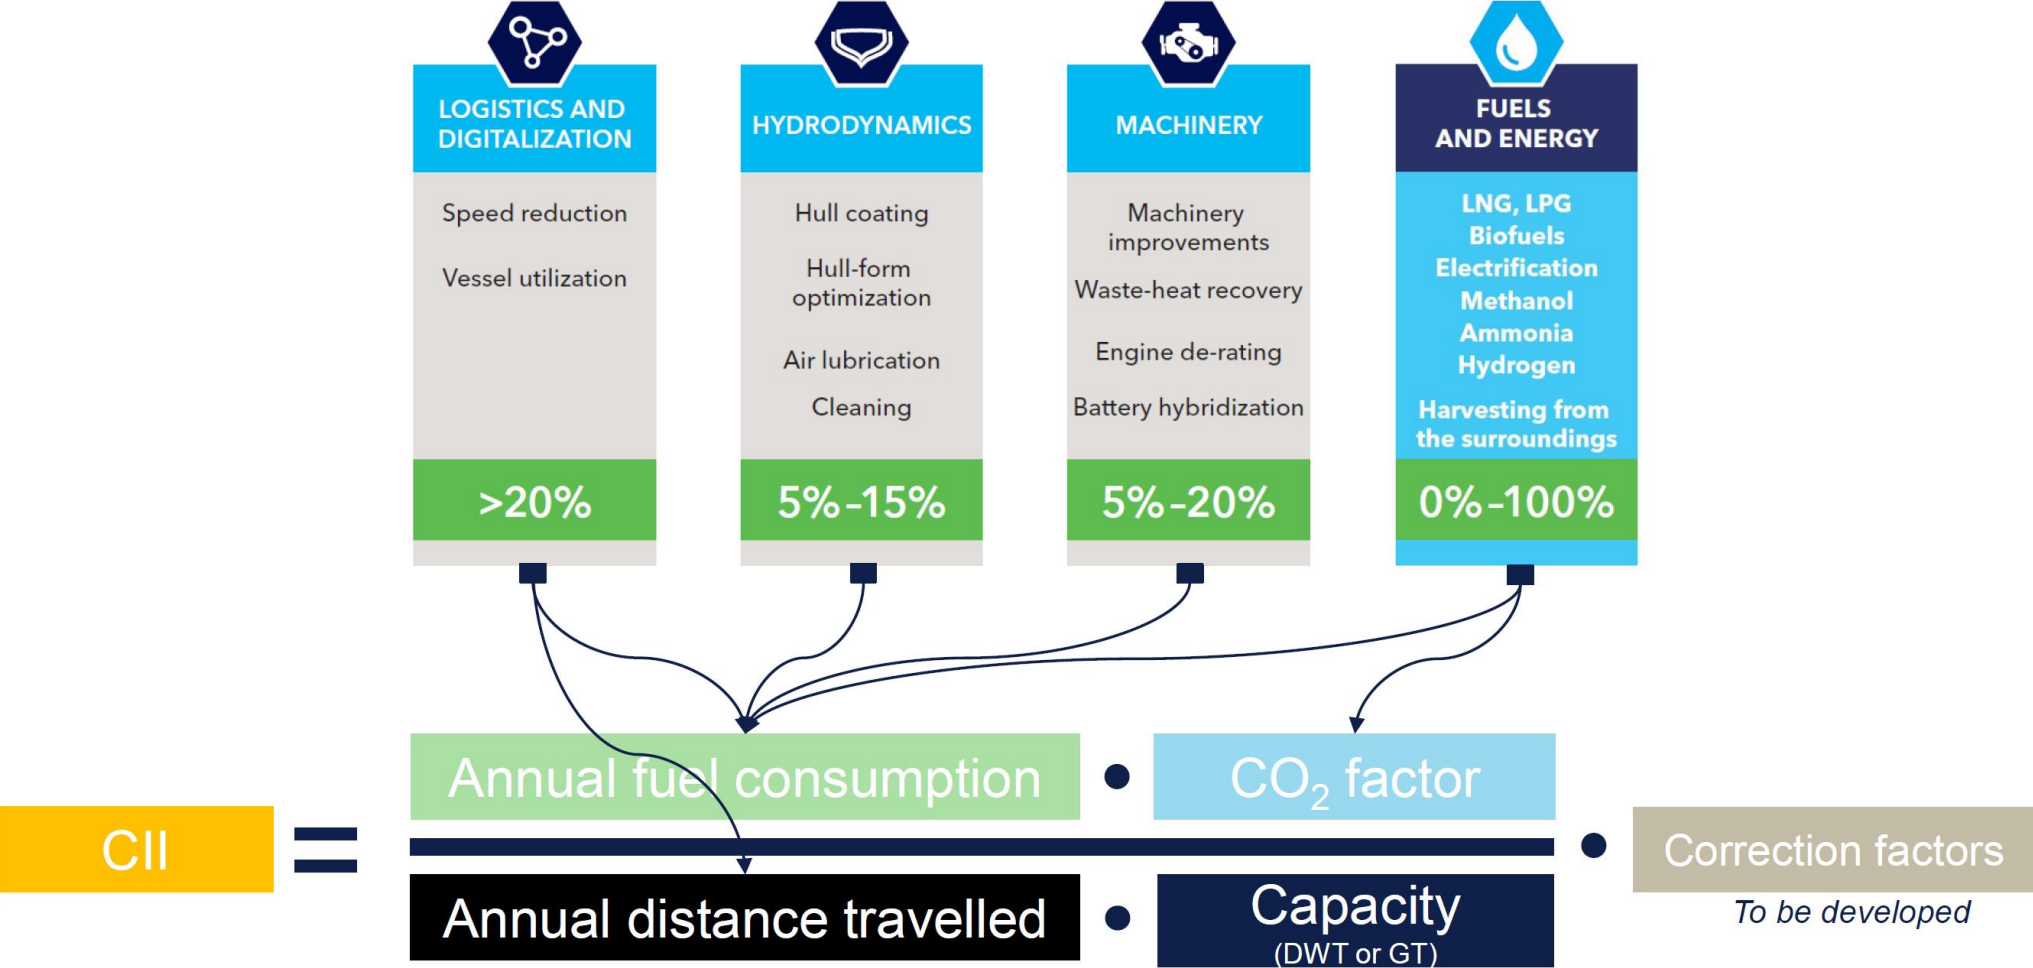 LOGISTICS AND
DIGITALIZATION
Speed reduction
Vessel utilization
>20%
HYDRODYNAMICS
Hull coating
Hull-form
optimization
Air lubrication
Cleaning
5%-15%
MACHINERY
Machinery
improvements
Waste-heat recovery
Engine de-rating
Battery hybridization
5%-20%
FUELS
AND ENERGY
LNG, LPG
Biofuels
Electrification
Methanol
Ammonia
Hydrogen
Harvesting from
the surroundings
0%-100%
CII
=
Annual fuel consumption • CO₂ factor
Annual distance travelled • Capacity
(DWT or GT)
• Correction factors
To be developed